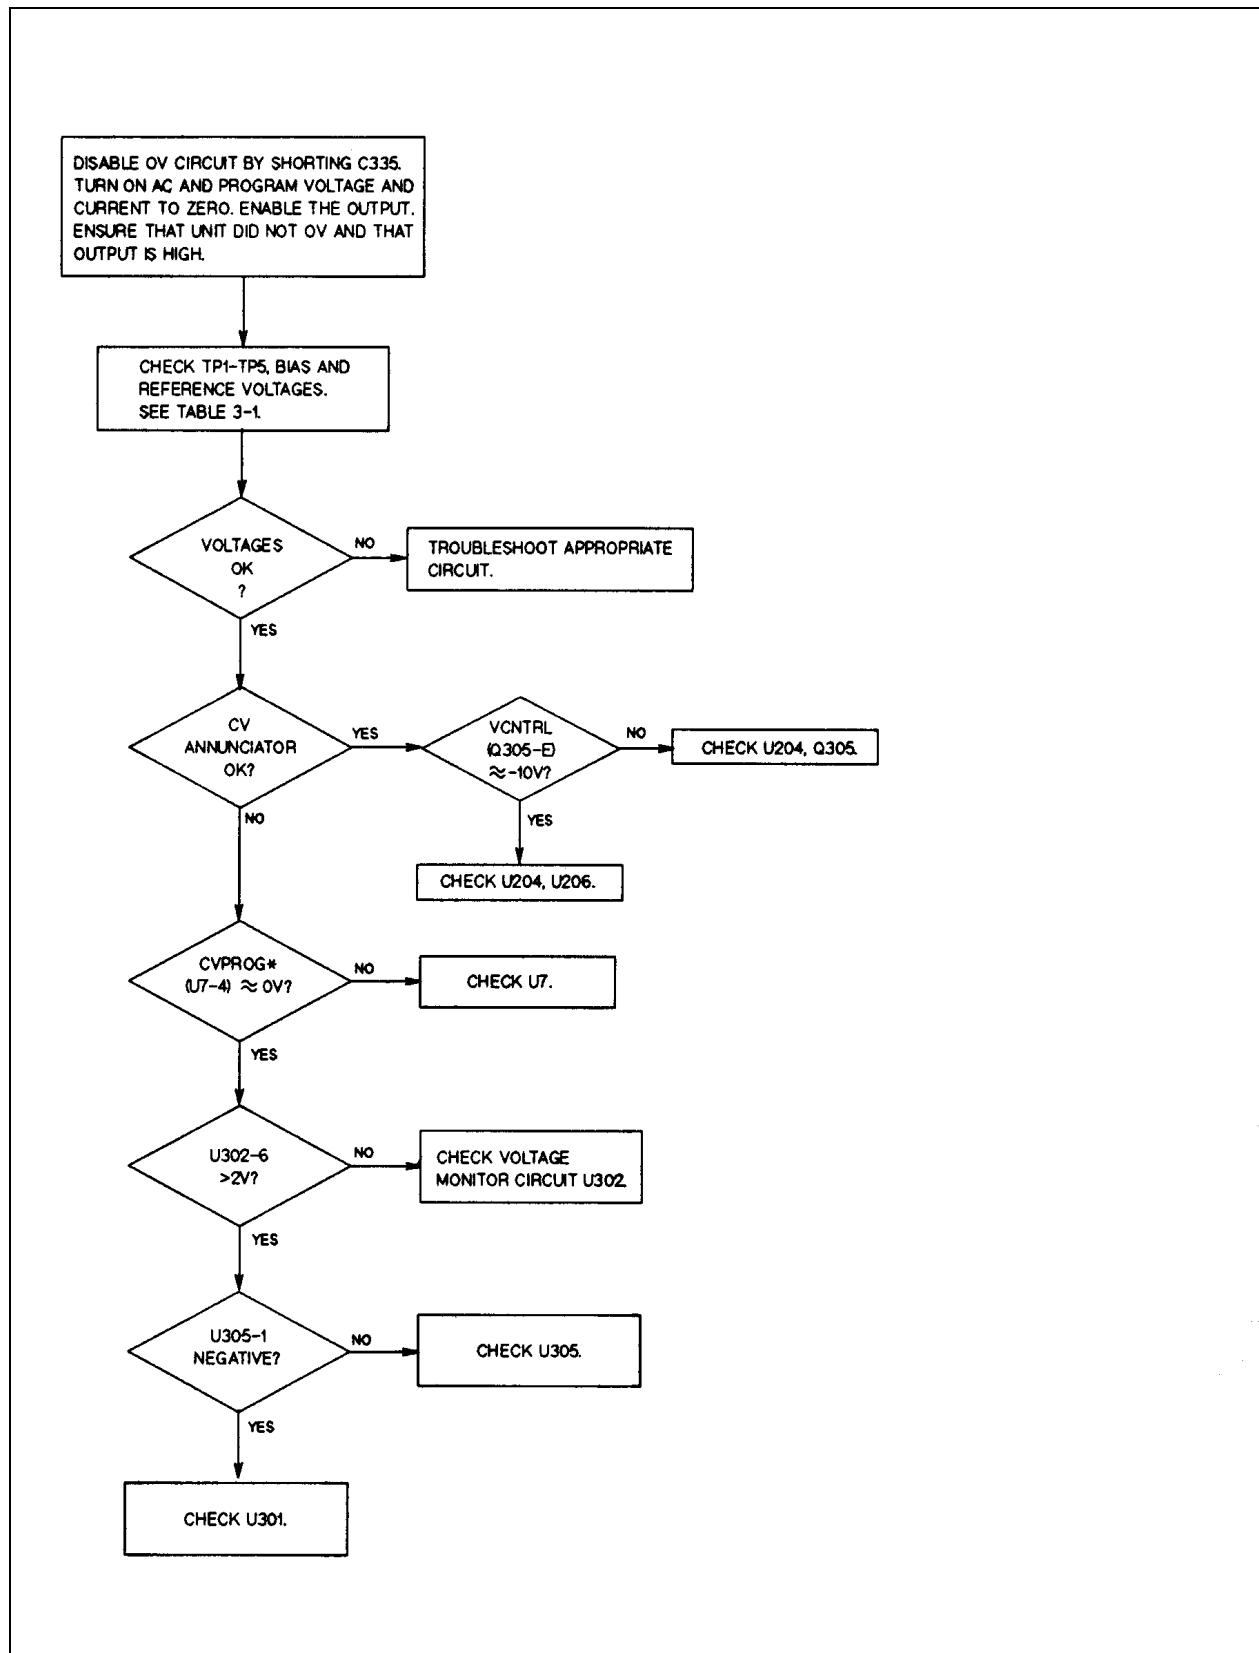 DISABLE OV CIRCUIT BY SHORTING C335.
TURN ON AC AND PROGRAM VOLTAGE AND
CURRENT TO ZERO. ENABLE THE OUTPUT.
ENSURE THAT UNIT DID NOT OV AND THAT
OUTPUT IS HIGH.
CHECK TP1-TP5, BIAS AND
REFERENCE VOLTAGES.
SEE TABLE 3-1.
VOLTAGES
OK
?
NO
TROUBLESHOOT APPROPRIATE
CIRCUIT.
YES
CV
ANNUNCIATOR
OK?
YES
VCNTRL
(Q305-E)
≈-10V?
NO
CHECK U204, Q305.
YES
CHECK U204, U206.
NO
CVPROG*
(U7-4) ≈ 0V?
NO
CHECK U7.
YES
U302-6
>2V?
NO
CHECK VOLTAGE
MONITOR CIRCUIT U302.
YES
U305-1
NEGATIVE?
NO
CHECK U305.
YES
CHECK U301.